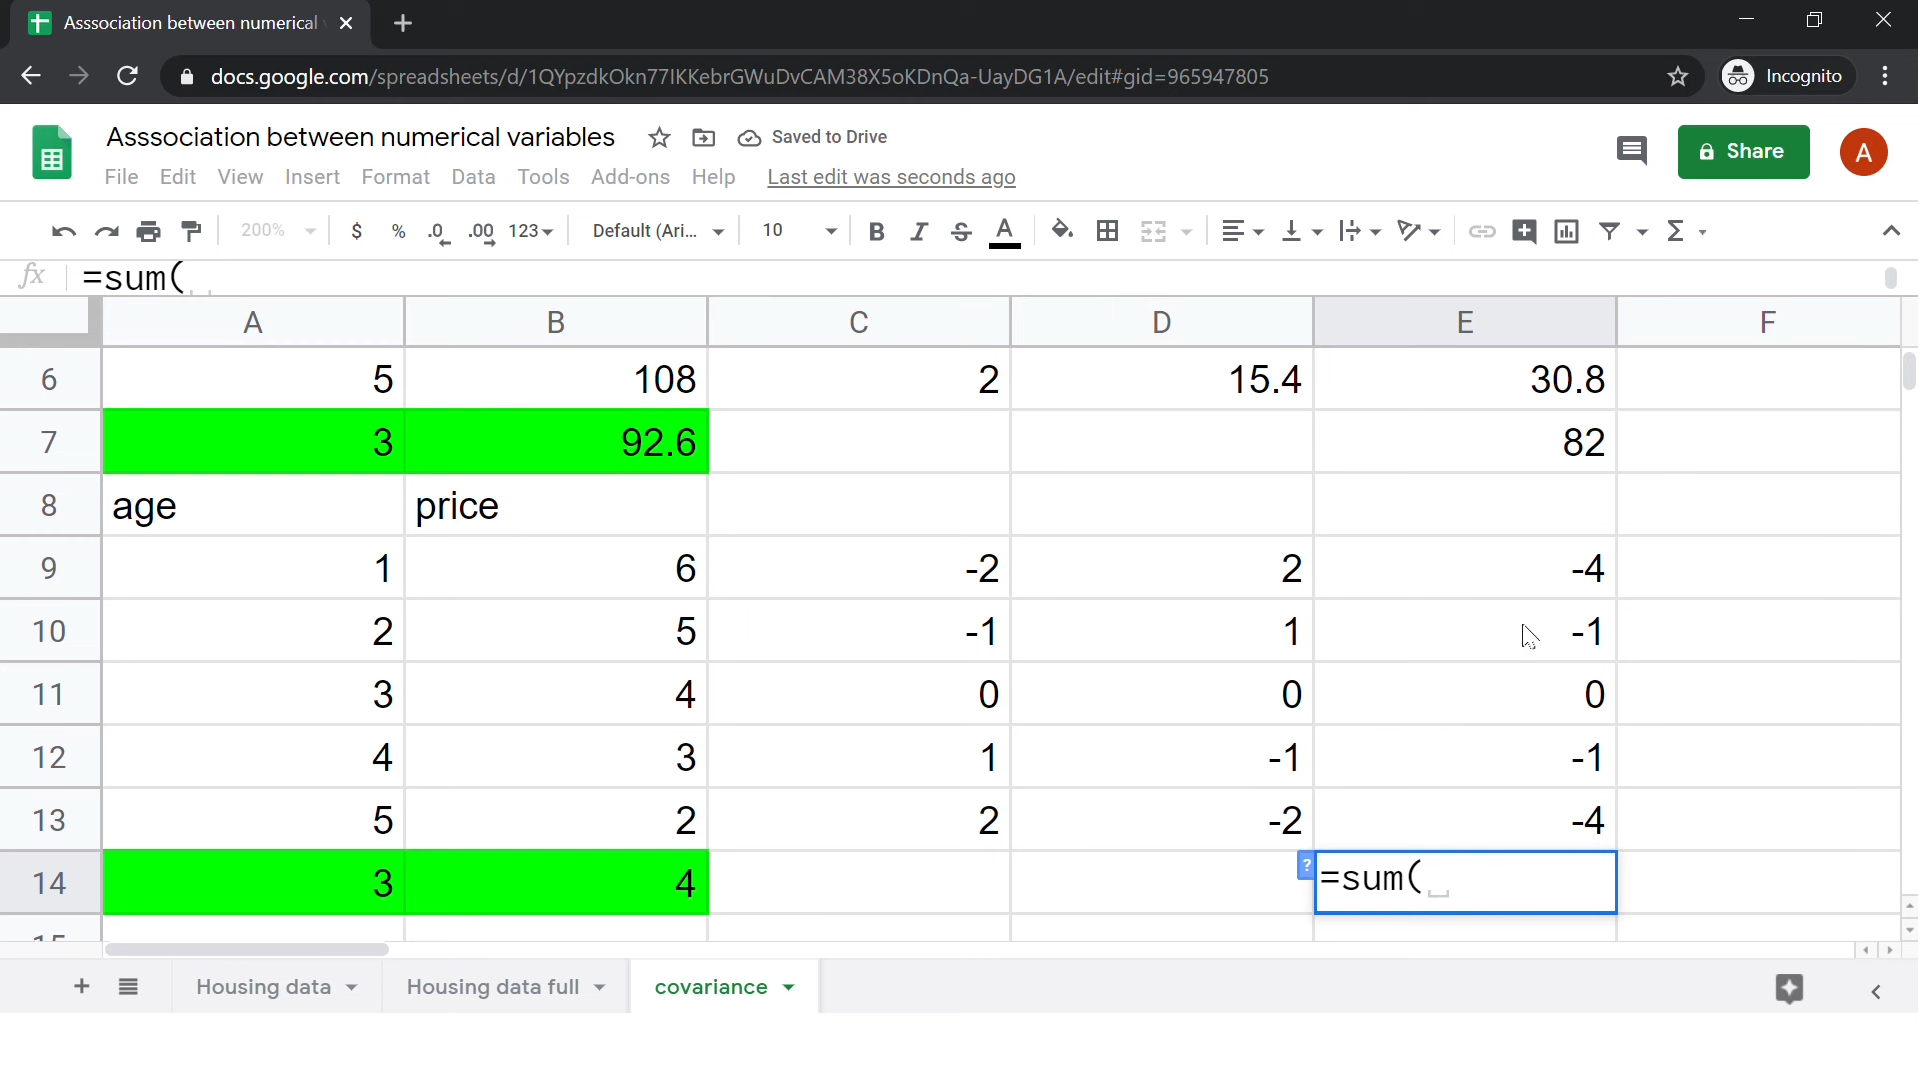 Asssociation between numerical
docs.google.com/spreadsheets/d/1QYpzdkOkn77IKKebrGWuDvCAM38X5oKDnQa-UayDG1A/edit#gid=965947805
Incognito
Asssociation between numerical variables
Saved to Drive
Share
A
File Edit View Insert Format Data Tools Add-ons Help Last edit was seconds ago
200% $ % .0 .00 123 Default (Ari... 10 B I S A Σ
fx =sum(
A B C D E F
6 5 108 2 15.4 30.8
7 3 92.6 82
8 age price
9 1 6 -2 2 -4
10 2 5 -1 1 -1
11 3 4 0 0 0
12 4 3 1 -1 -1
13 5 2 2 -2 -4
14 3 4 ? =sum(
Housing data Housing data full covariance